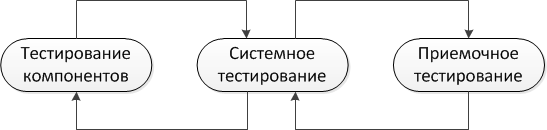 Тестирование
компонентов
Системное
тестирование
Приемочное
тестирование